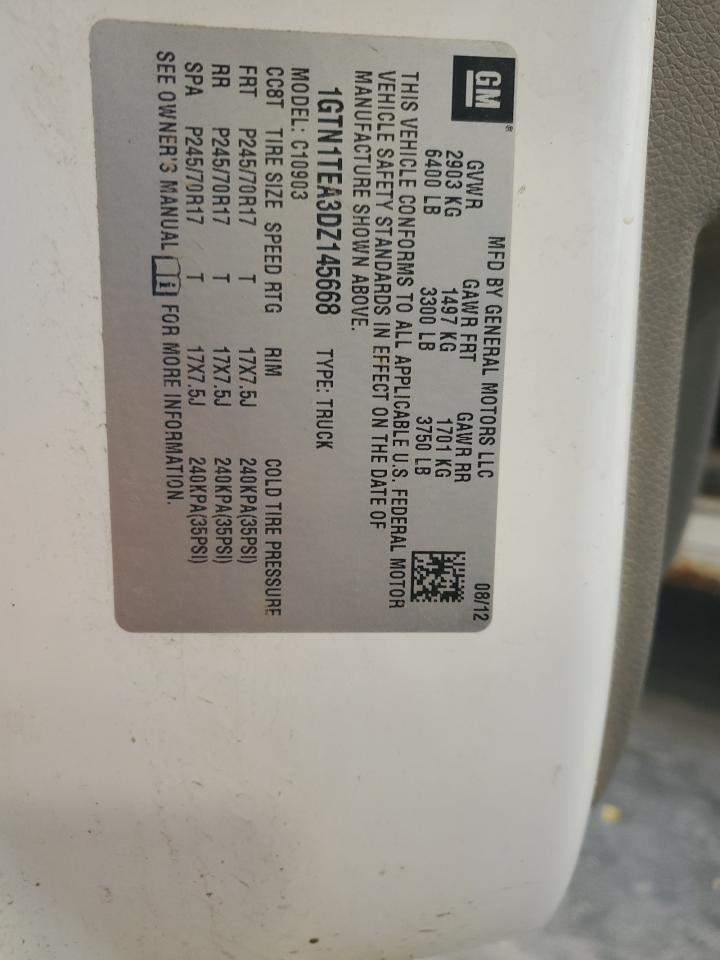 GM®
MFD BY GENERAL MOTORS LLC 08/12
GVWR GAWR FRT GAWR RR
2903 KG 1497 KG 1701 KG
6400 LB 3300 LB 3750 LB
THIS VEHICLE CONFORMS TO ALL APPLICABLE U.S. FEDERAL MOTOR
VEHICLE SAFETY STANDARDS IN EFFECT ON THE DATE OF
MANUFACTURE SHOWN ABOVE.
1GTN1TEA3DZ145668 TYPE: TRUCK
MODEL: C10903
CC8T TIRE SIZE SPEED RTG RIM COLD TIRE PRESSURE
FRT P245/70R17 T 17X7.5J 240KPA(35PSI)
RR P245/70R17 T 17X7.5J 240KPA(35PSI)
SPA P245/70R17 T 17X7.5J 240KPA(35PSI)
SEE OWNER'S MANUAL FOR MORE INFORMATION.